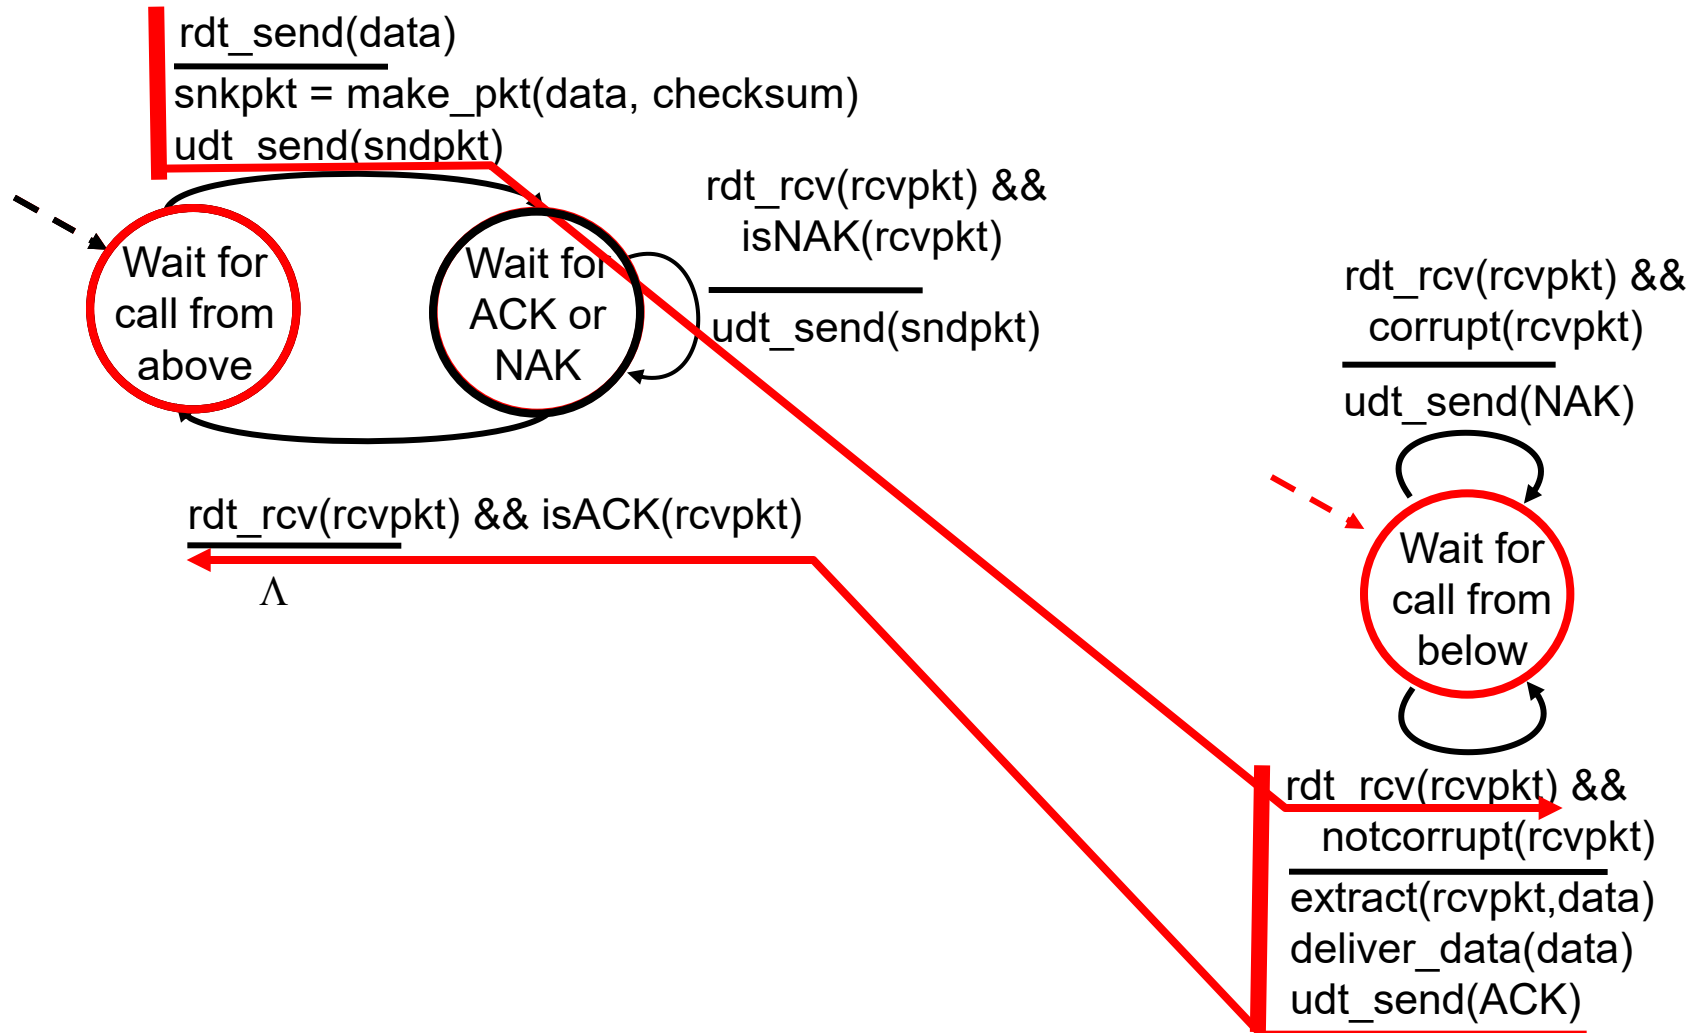 rdt_send(data)
snkpkt = make_pkt(data, checksum)
udt_send(sndpkt)
Wait for
call from
above
Wait for
ACK or
NAK
rdt_rcv(rcvpkt) &&
isNAK(rcvpkt)
udt_send(sndpkt)
rdt_rcv(rcvpkt) && isACK(rcvpkt)
Λ
rdt_rcv(rcvpkt) &&
corrupt(rcvpkt)
udt_send(NAK)
Wait for
call from
below
rdt_rcv(rcvpkt) &&
notcorrupt(rcvpkt)
extract(rcvpkt,data)
deliver_data(data)
udt_send(ACK)